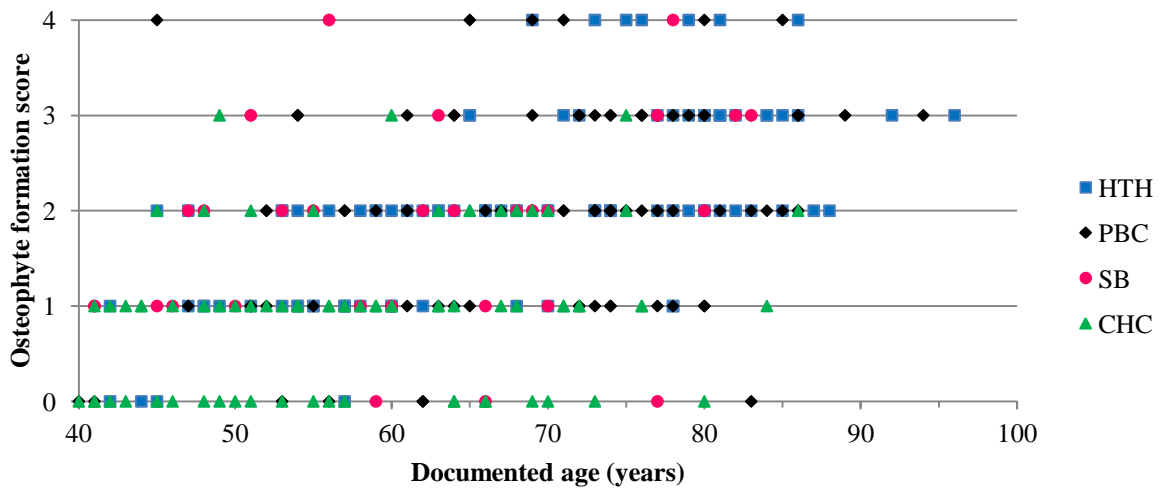 Osteophyte formation score
4
3
2
1
0
40 50 60 70 80 90 100
Documented age (years)
HTH
PBC
SB
CHC